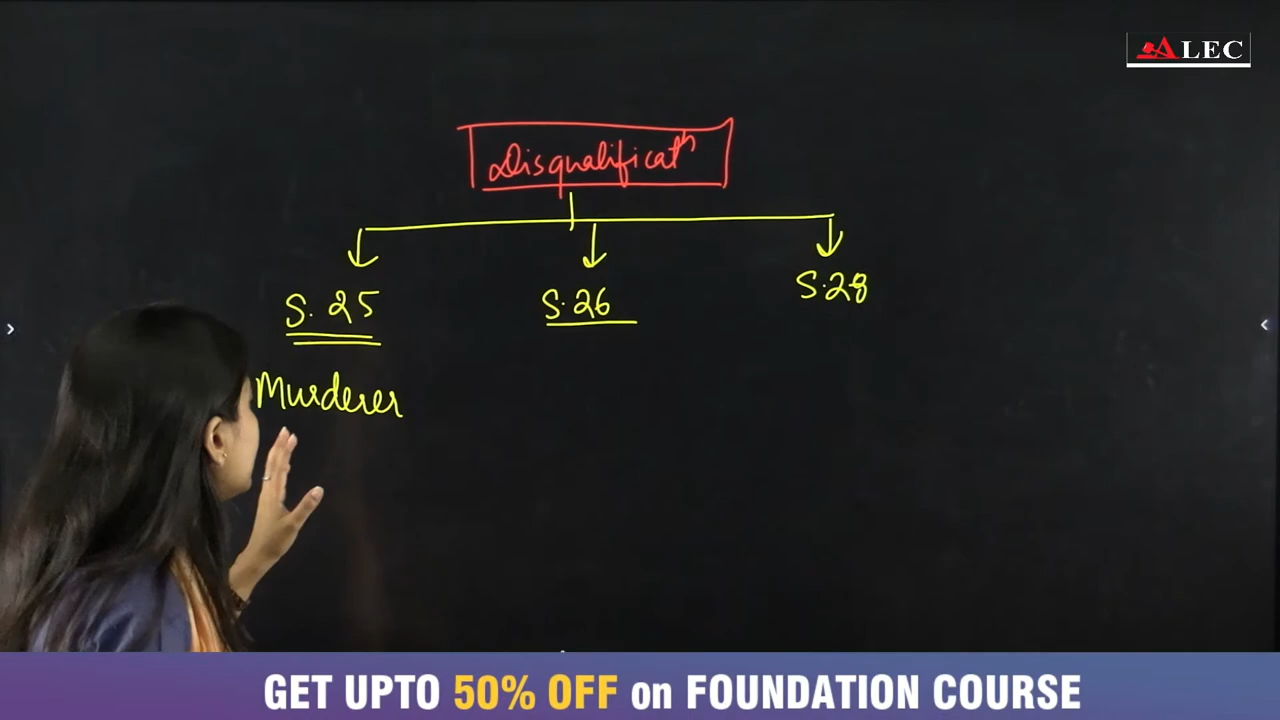 ALEC
Disqualificatn
S. 25
S. 26
S. 28
Murderer
GET UPTO 50% OFF on FOUNDATION COURSE